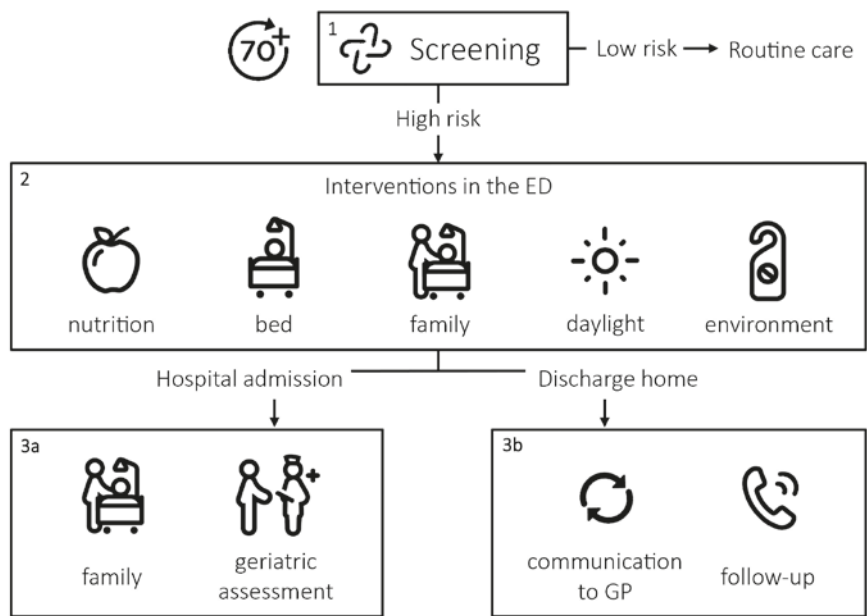 70+
1
Screening
Low risk
Routine care
High risk
2
Interventions in the ED
nutrition
bed
family
daylight
environment
Hospital admission
Discharge home
3a
family
geriatric
assessment
3b
communication
to GP
follow-up